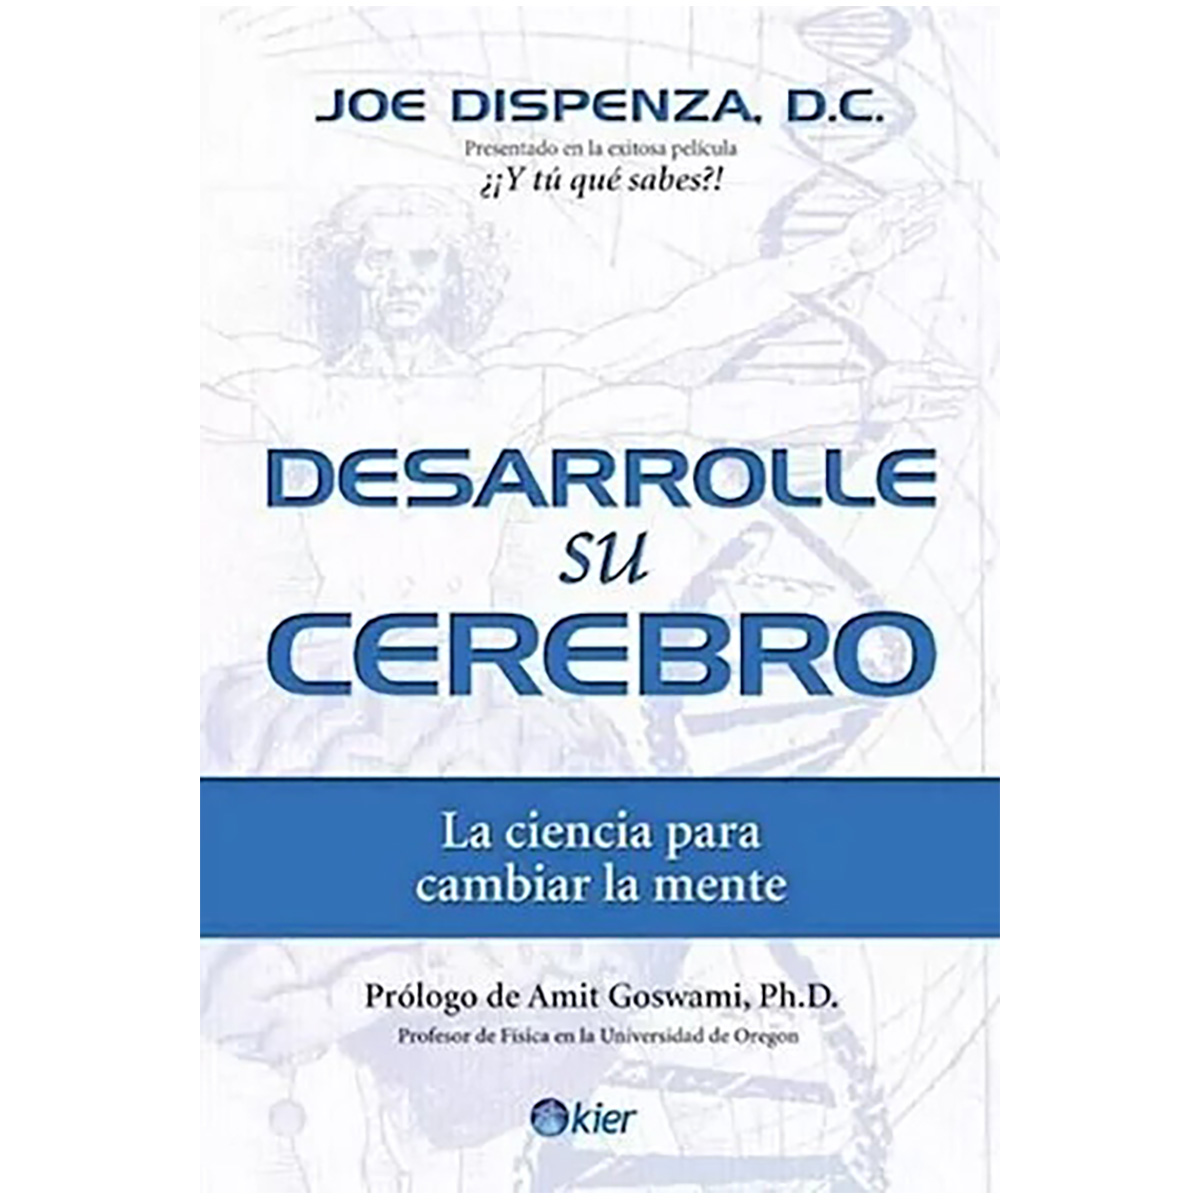 JOE DISPENZA, D.C.
Presentado en la exitosa película
¿¡¡Y tú qué sabes?!
DESARROLLE
su
CEREBRO
La ciencia para
cambiar la mente
Prólogo de Amit Goswami, Ph.D.
Profesor de Física en la Universidad de Oregon
kier